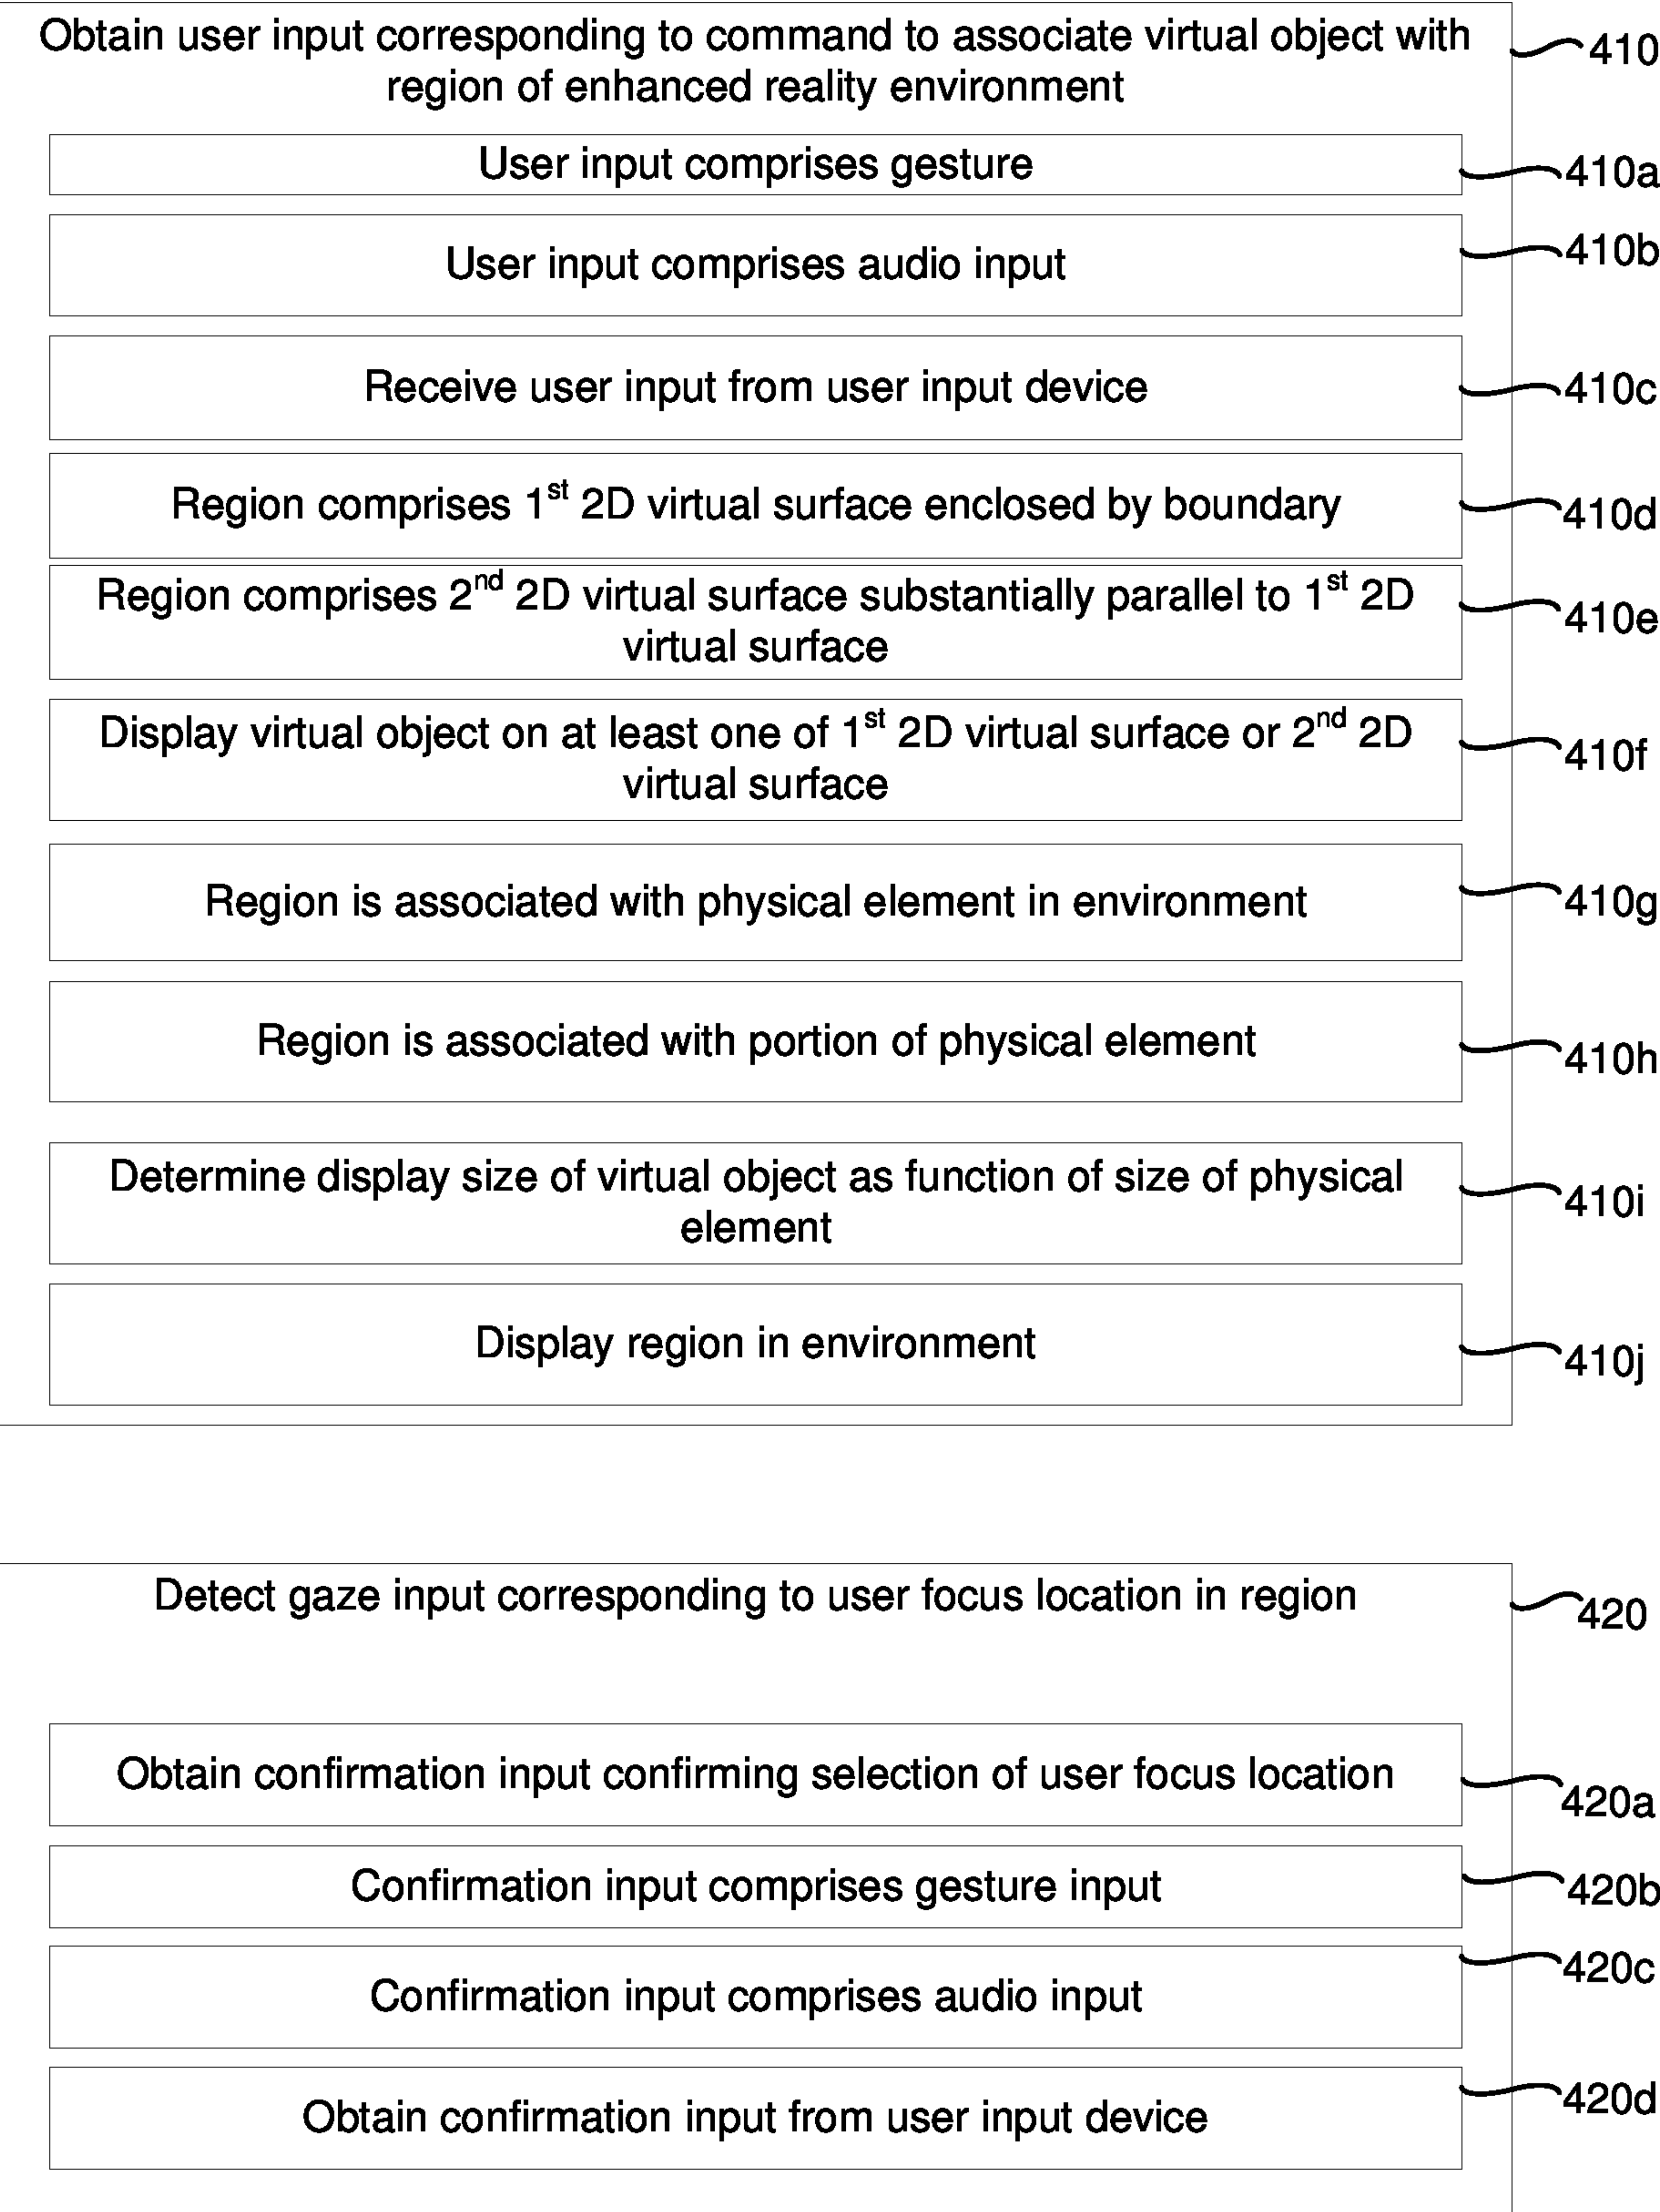 Obtain user input corresponding to command to associate virtual object with
region of enhanced reality environment
410
User input comprises gesture
410a
User input comprises audio input
410b
Receive user input from user input device
410c
Region comprises 1st 2D virtual surface enclosed by boundary
410d
Region comprises 2nd 2D virtual surface substantially parallel to 1st 2D
virtual surface
410e
Display virtual object on at least one of 1st 2D virtual surface or 2nd 2D
virtual surface
410f
Region is associated with physical element in environment
410g
Region is associated with portion of physical element
410h
Determine display size of virtual object as function of size of physical
element
410i
Display region in environment
410j
Detect gaze input corresponding to user focus location in region
420
Obtain confirmation input confirming selection of user focus location
420a
Confirmation input comprises gesture input
420b
Confirmation input comprises audio input
420c
Obtain confirmation input from user input device
420d